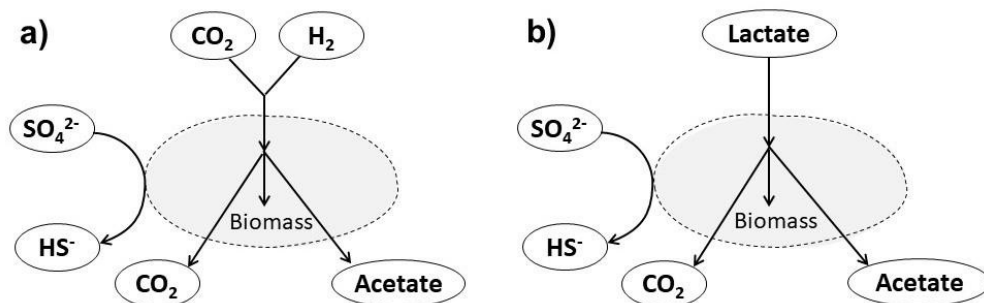 a)
CO₂ H₂
SO₄²⁻
HS⁻
Biomass
CO₂ Acetate
b)
Lactate
SO₄²⁻
HS⁻
Biomass
CO₂ Acetate